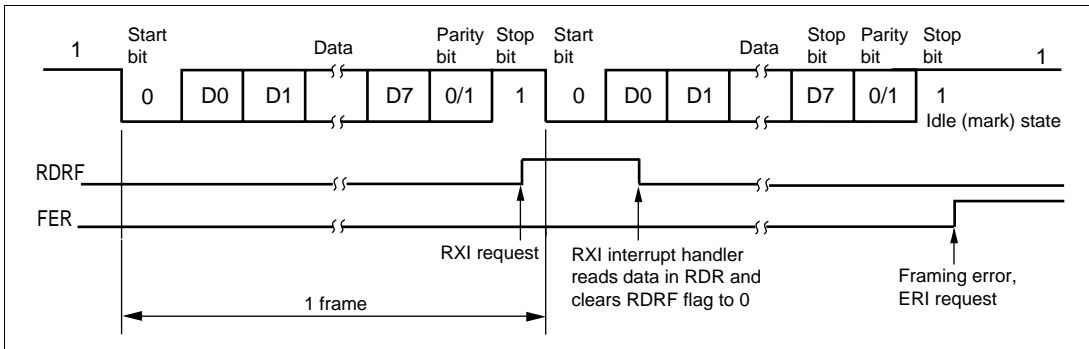 1
Start bit
Data
Parity bit
Stop bit
Start bit
Data
Stop bit
Parity bit
Stop bit
1
0
D0
D1
D7
0/1
1
0
D0
D1
D7
0/1
1
Idle (mark) state
RDRF
FER
RXI request
RXI interrupt handler
reads data in RDR and
clears RDRF flag to 0
Framing error,
ERI request
1 frame